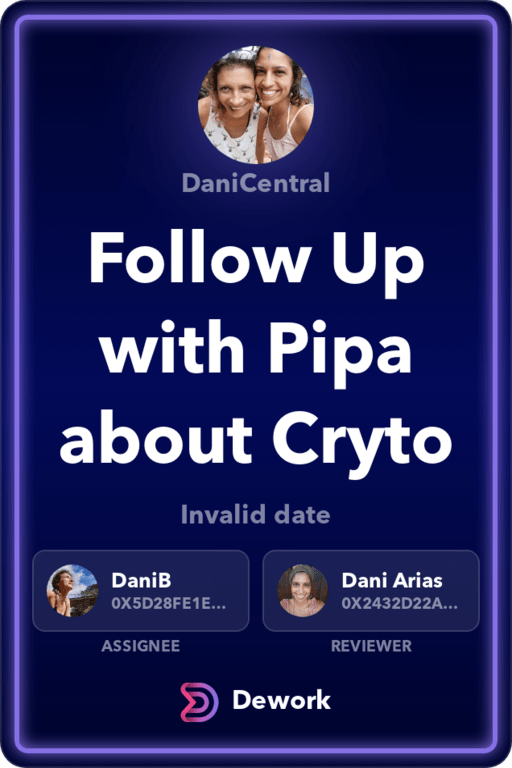 DaniCentral
Follow Up
with Pipa
about Cryto
Invalid date
DaniB
0X5D28FE1E...
ASSIGNEE
Dani Arias
0X2432D22A...
REVIEWER
Dework